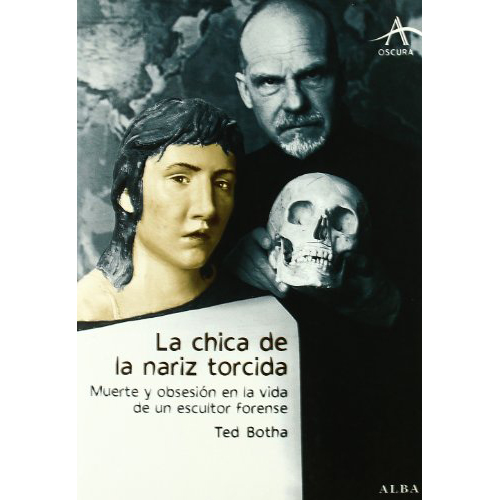 A
OSCURA
La chica de
la nariz torcida
Muerte y obsesión en la vida
de un escultor forense
Ted Botha
ALBA